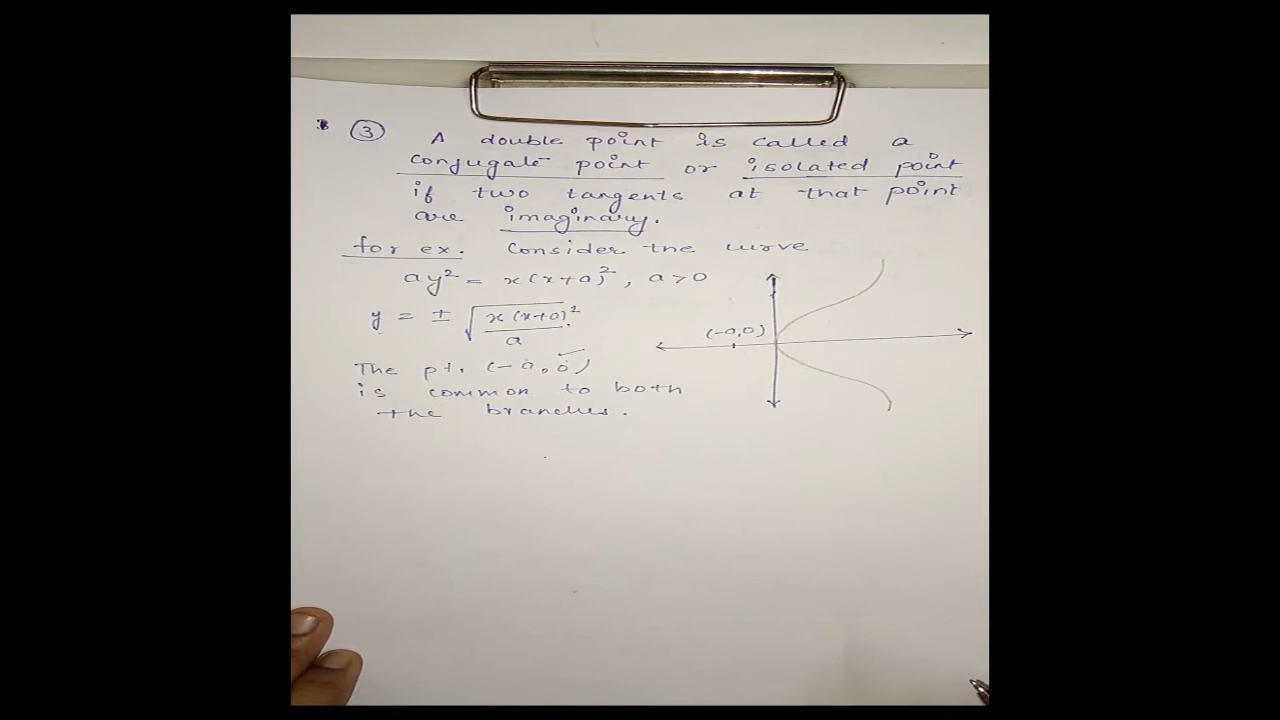 ③ A double point is called a
conjugate point or isolated point
if two tangents at that point
are imaginary.
for ex. Consider the curve
ay² = x(x+a)², a>0
y = ± √(x(x+a)²/a)
(-a,0)
The pt. (-a,0)
is common to both
the branches.